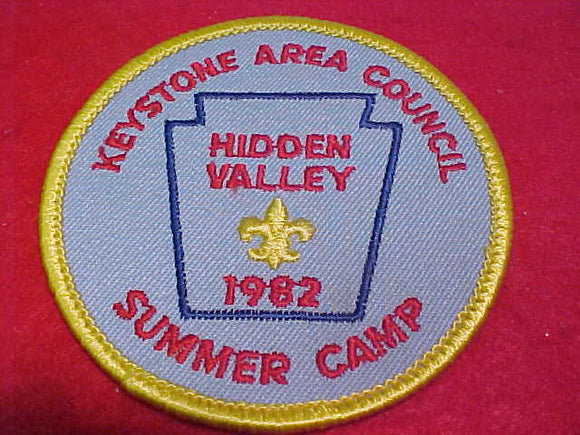 KEYSTONE AREA COUNCIL
HIDDEN
VALLEY
1982
SUMMER CAMP